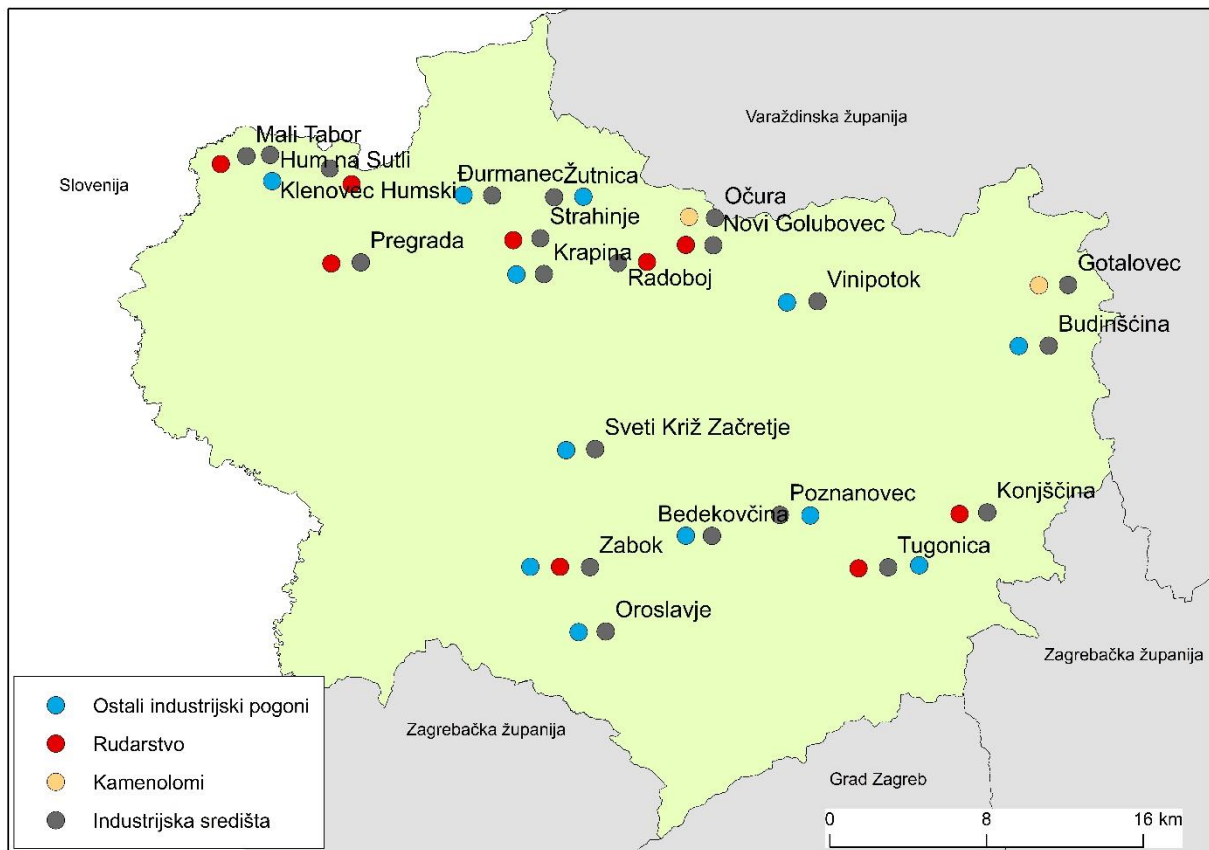 Varaždinska županija
Mali Tabor
Hum na Sutli
Slovenija
Klenovec Humski
Đurmanec
Žutnica
Očura
Strahinje
Novi Golubovec
Pregrada
Krapina
Radoboj
Gotalovec
Vinipotok
Budinšćina
Sveti Križ Začretje
Poznanovec
Konjščina
Bedekovčina
Zabok
Tugonica
Oroslavje
Zagrebačka županija
Zagrebačka županija
Grad Zagreb
Ostali industrijski pogoni
Rudarstvo
Kamenolomi
Industrijska središta
0 8 16 km